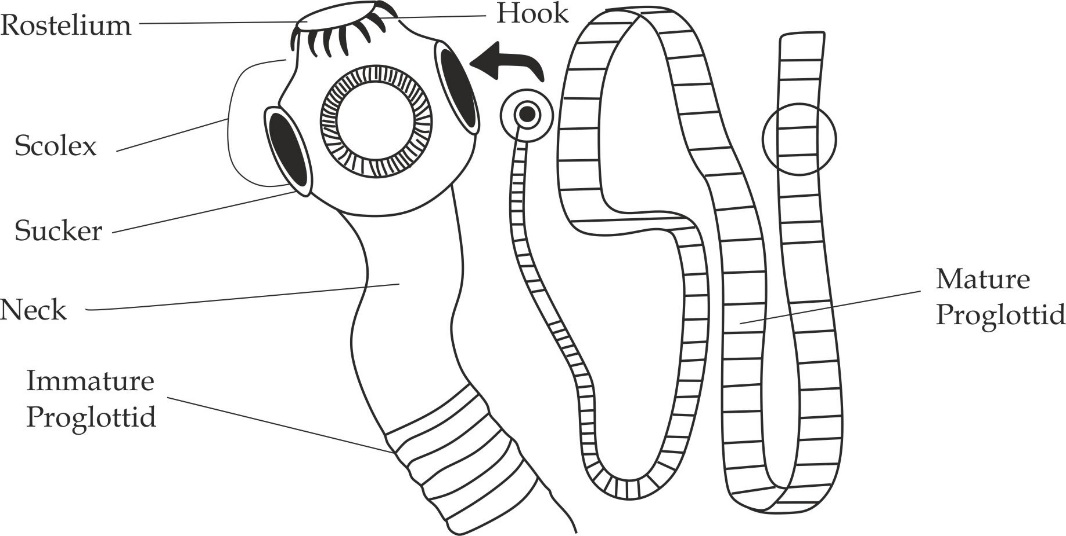 Rostelium
Hook
Scolex
Sucker
Neck
Immature
Proglottid
Mature
Proglottid